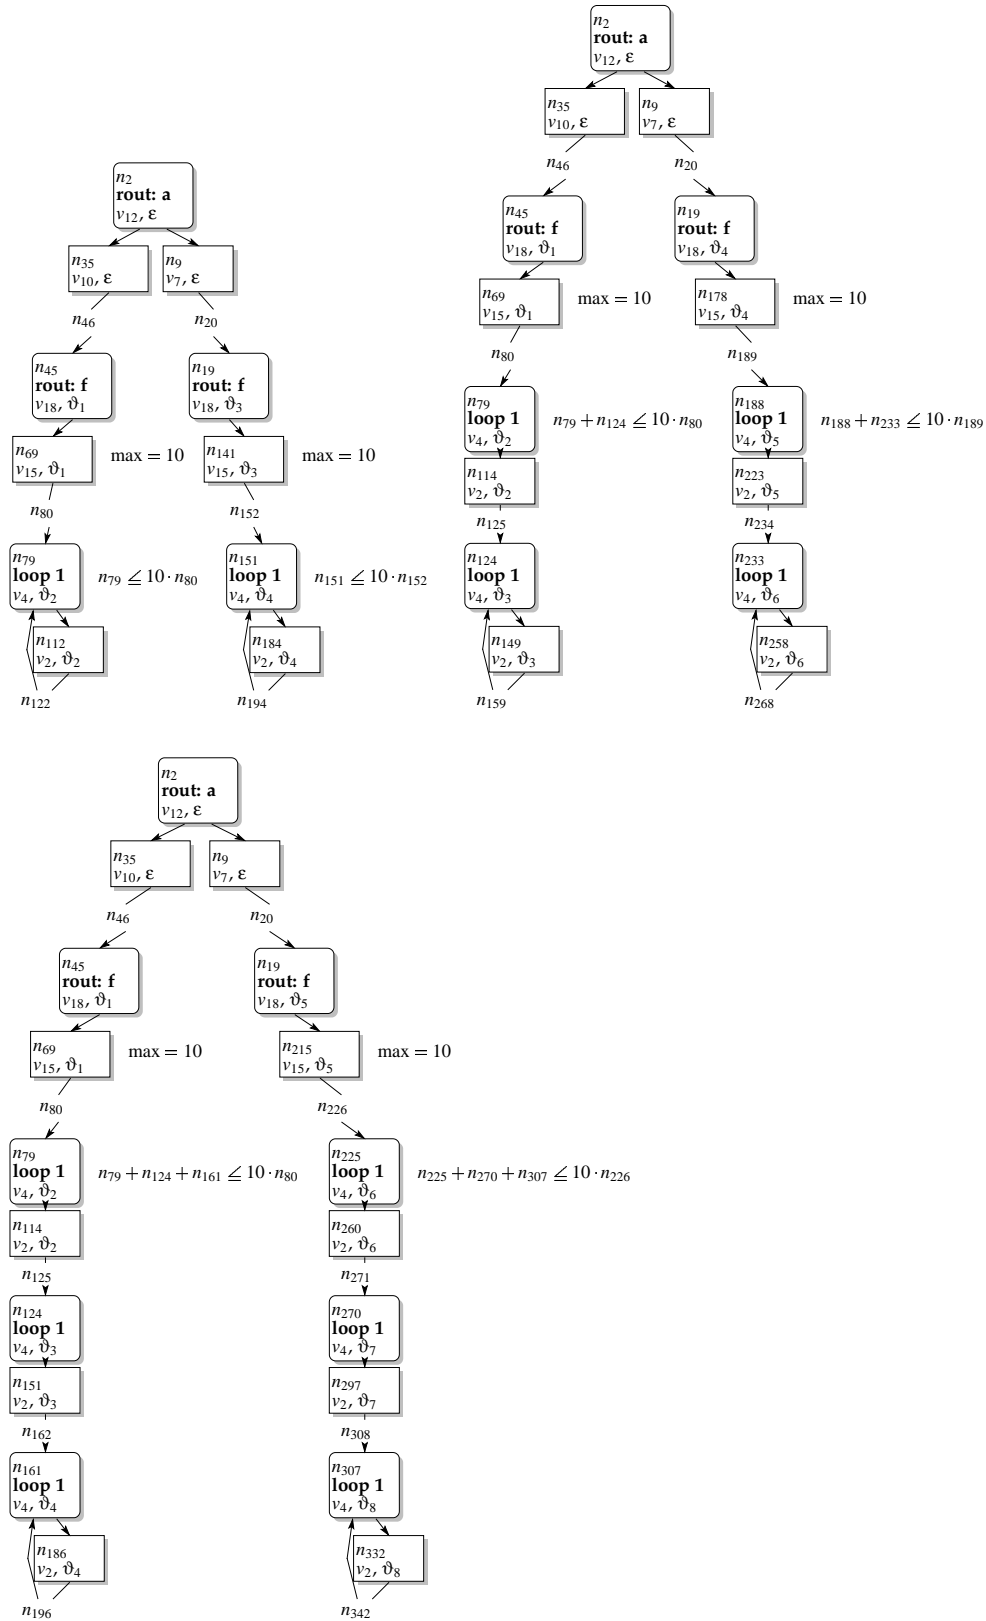 n2
rout: a
v12, ε
n35
v10, ε
n9
v7, ε
n46
n20
n45
rout: f
v18, ϑ1
n19
rout: f
v18, ϑ3
n69
v15, ϑ1
max = 10
n141
v15, ϑ3
max = 10
n80
n152
n79
loop 1
v4, ϑ2
n79 ≤ 10 · n80
n151
loop 1
v4, ϑ4
n151 ≤ 10 · n152
n112
v2, ϑ2
n184
v2, ϑ4
n122
n194
n2
rout: a
v12, ε
n35
v10, ε
n9
v7, ε
n46
n20
n45
rout: f
v18, ϑ1
n19
rout: f
v18, ϑ4
n69
v15, ϑ1
max = 10
n178
v15, ϑ4
max = 10
n80
n189
n79
loop 1
v4, ϑ2
n79 + n124 ≤ 10 · n80
n188
loop 1
v4, ϑ5
n188 + n233 ≤ 10 · n189
n114
v2, ϑ2
n223
v2, ϑ5
n125
n234
n124
loop 1
v4, ϑ3
n233
loop 1
v4, ϑ6
n149
v2, ϑ3
n258
v2, ϑ6
n159
n268
n2
rout: a
v12, ε
n35
v10, ε
n9
v7, ε
n46
n20
n45
rout: f
v18, ϑ1
n19
rout: f
v18, ϑ5
n69
v15, ϑ1
max = 10
n215
v15, ϑ5
max = 10
n80
n226
n79
loop 1
v4, ϑ2
n79 + n124 + n161 ≤ 10 · n80
n225
loop 1
v4, ϑ6
n225 + n270 + n307 ≤ 10 · n226
n114
v2, ϑ2
n260
v2, ϑ6
n125
n271
n124
loop 1
v4, ϑ3
n270
loop 1
v4, ϑ7
n151
v2, ϑ3
n297
v2, ϑ7
n162
n308
n161
loop 1
v4, ϑ4
n307
loop 1
v4, ϑ8
n186
v2, ϑ4
n332
v2, ϑ8
n196
n342